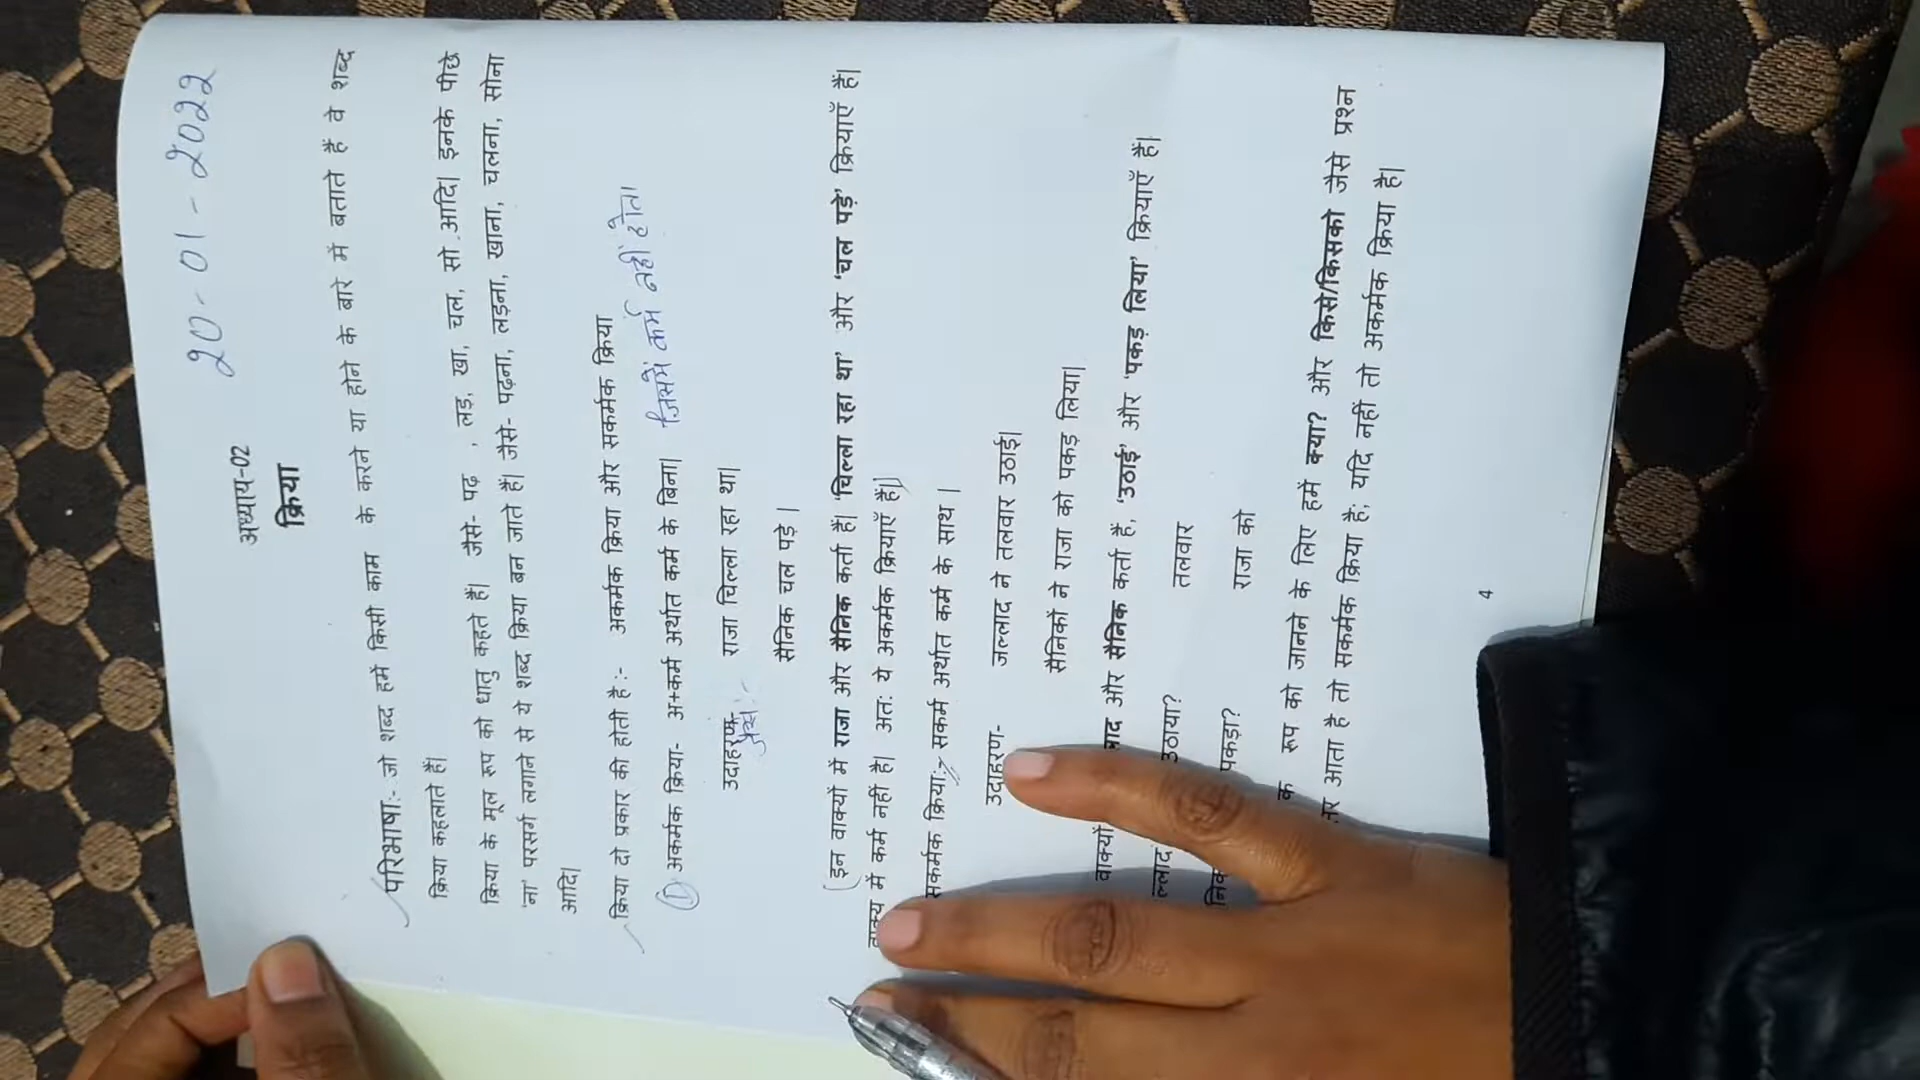 20-01-2022
अध्याय-02
क्रिया
परिभाषा:- जो शब्द हमें किसी काम के करने या होने के बारे में बताते हैं वे शब्द
क्रिया कहलाते हैं।
क्रिया के मूल रूप को धातु कहते हैं। जैसे- पढ़ , लड़, खा, चल, सो आदि। इनके पीछे
'ना' परसर्ग लगाने से ये शब्द क्रिया बन जाते हैं। जैसे- पढ़ना, लड़ना, खाना, चलना, सोना
आदि।
क्रिया दो प्रकार की होती है:- अकर्मक क्रिया और सकर्मक क्रिया
① अकर्मक क्रिया- अ+कर्म अर्थात कर्म के बिना। जिसमें कर्म नहीं होता
उदाहरण- राजा चिल्ला रहा था।
जैसे:-
सैनिक चल पड़े |
(इन वाक्यों में राजा और सैनिक कर्ता हैं। 'चिल्ला रहा था' और 'चल पड़े' क्रियाएँ हैं।
वाक्य में कर्म नहीं है। अत: ये अकर्मक क्रियाएँ हैं।)
सकर्मक क्रिया:- सकर्म अर्थात कर्म के साथ |
उदाहरण- जल्लाद ने तलवार उठाई।
सैनिकों ने राजा को पकड़ लिया।
वाक्यों लाद और सैनिक कर्ता हैं, 'उठाई' और 'पकड़ लिया' क्रियाएँ हैं।
ल्लाद उठाया? तलवार
निक पकड़ा? राजा को
क रूप को जानने के लिए हमें क्या? और किसे/किसको जैसे प्रश्न
आता है तो सकर्मक क्रिया है; यदि नहीं तो अकर्मक क्रिया है।
4